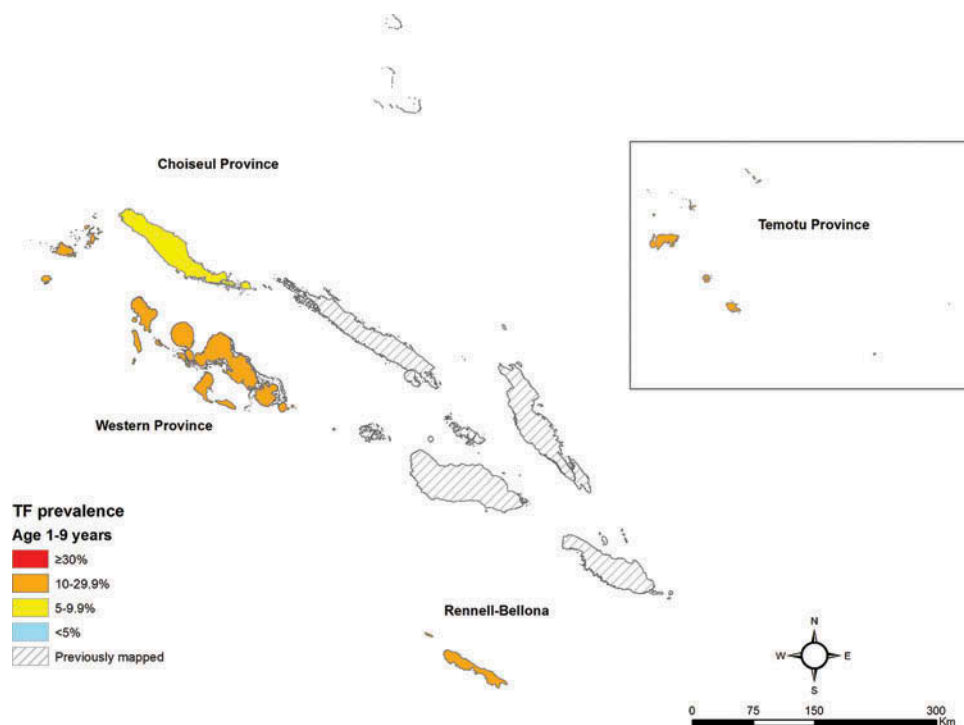 Choiseul Province
Temotu Province
Western Province
TF prevalence
Age 1-9 years
≥30%
10-29.9%
5-9.9%
<5%
Previously mapped
Rennell-Bellona
N
W E
S
0 75 150 300
Km